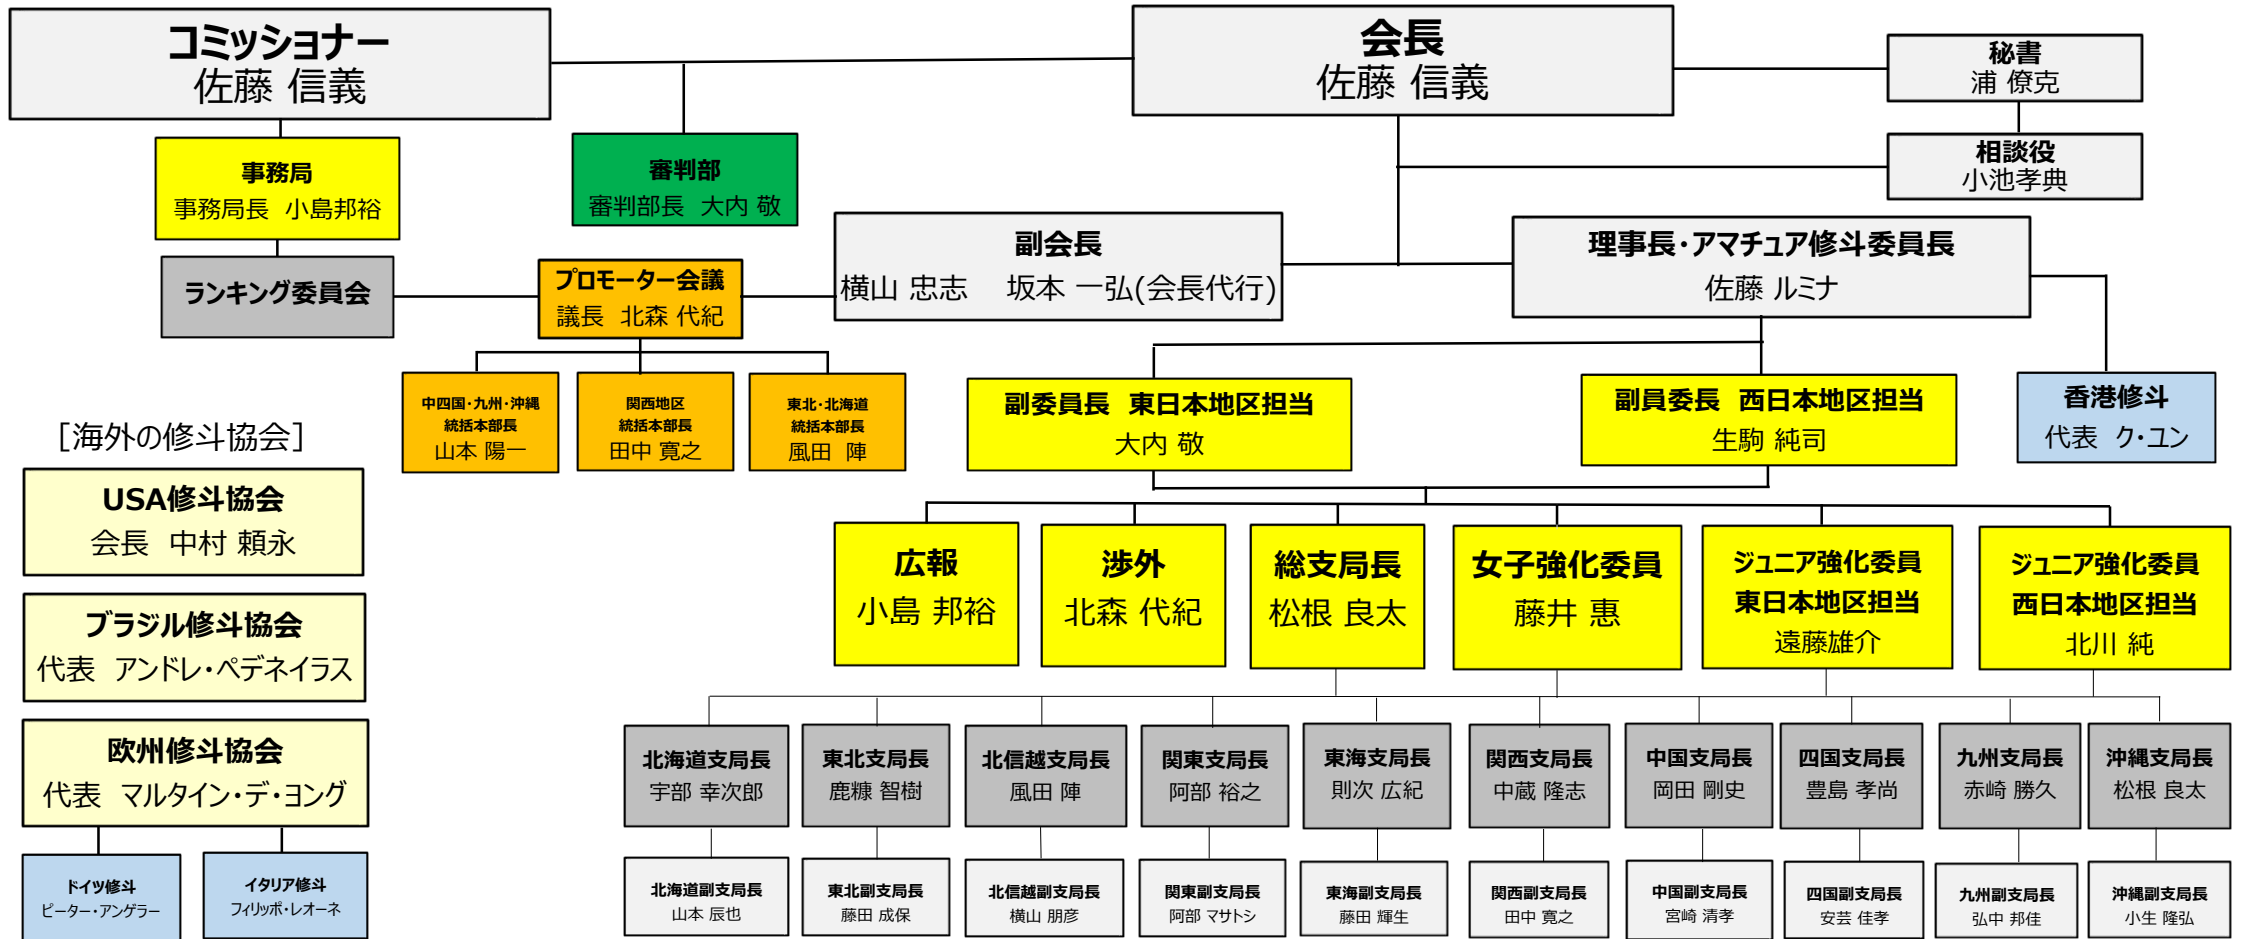 コミッショナー
佐藤 信義
会長
佐藤 信義
秘書
浦 僚克
相談役
小池孝典
事務局
事務局長 小島邦裕
審判部
審判部長 大内 敬
ランキング委員会
プロモーター会議
議長 北森 代紀
副会長
横山 忠志 坂本 一弘(会長代行)
理事長・アマチュア修斗委員長
佐藤 ルミナ
中四国・九州・沖縄
統括本部長
山本 陽一
関西地区
統括本部長
田中 寛之
東北・北海道
統括本部長
風田 陣
副委員長 東日本地区担当
大内 敬
副員委長 西日本地区担当
生駒 純司
香港修斗
代表 ク・ユン
［海外の修斗協会］
USA修斗協会
会長 中村 頼永
ブラジル修斗協会
代表 アンドレ・ペデネイラス
欧州修斗協会
代表 マルタイン・デ・ヨング
ドイツ修斗
ピーター・アンゲラー
イタリア修斗
フィリッポ・レオーネ
広報
小島 邦裕
渉外
北森 代紀
総支局長
松根 良太
女子強化委員
藤井 惠
ジュニア強化委員
東日本地区担当
遠藤雄介
ジュニア強化委員
西日本地区担当
北川 純
北海道支局長
宇部 幸次郎
東北支局長
鹿糠 智樹
北信越支局長
風田 陣
関東支局長
阿部 裕之
東海支局長
則次 広紀
関西支局長
中蔵 隆志
中国支局長
岡田 剛史
四国支局長
豊島 孝尚
九州支局長
赤崎 勝久
沖縄支局長
松根 良太
北海道副支局長
山本 辰也
東北副支局長
藤田 成保
北信越副支局長
横山 朋彦
関東副支局長
阿部 マサトシ
東海副支局長
藤田 輝生
関西副支局長
田中 寛之
中国副支局長
宮崎 清孝
四国副支局長
安芸 佳孝
九州副支局長
弘中 邦佳
沖縄副支局長
小生 隆弘